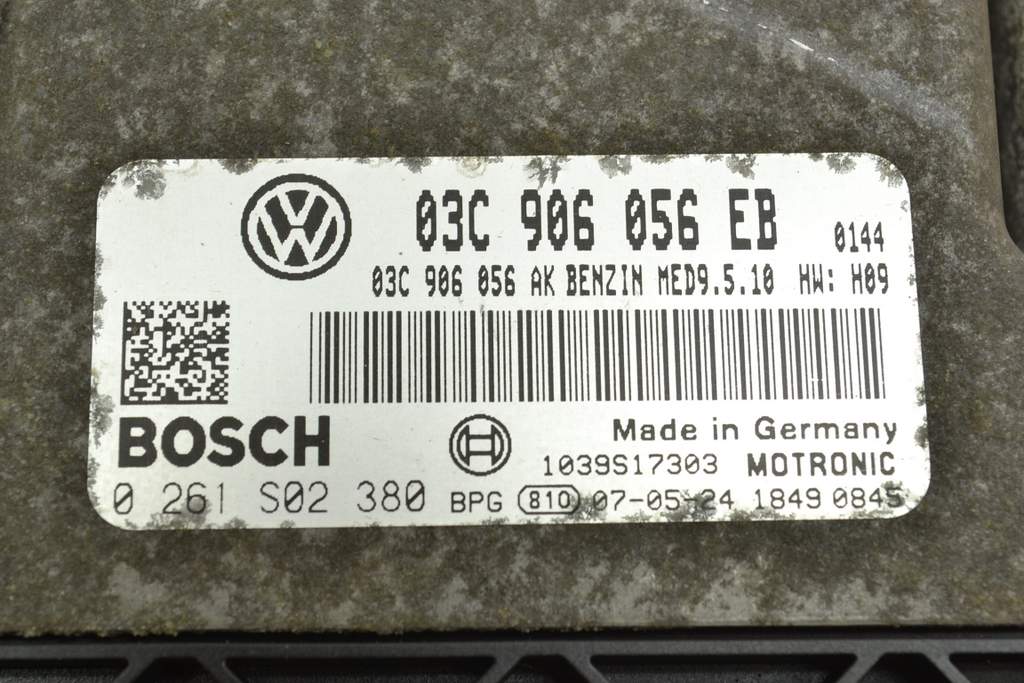 03C 906 056 EB 0144
03C 906 056 AK BENZIN MED9.5.10 HW: H09
BOSCH
Made in Germany
1039S17303 MOTRONIC
0 261 S02 380 BPG 810 07-05-24 1849 0845